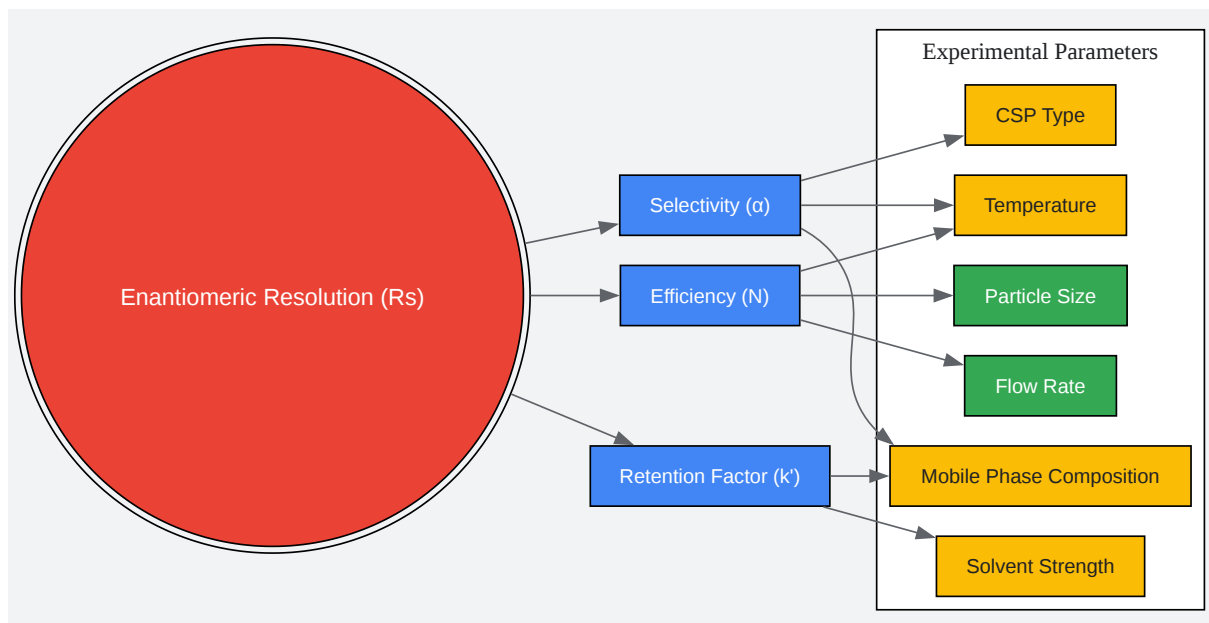 Experimental Parameters
CSP Type
Selectivity (α)
Temperature
Enantiomeric Resolution (Rs)
Efficiency (N)
Particle Size
Flow Rate
Retention Factor (k')
Mobile Phase Composition
Solvent Strength